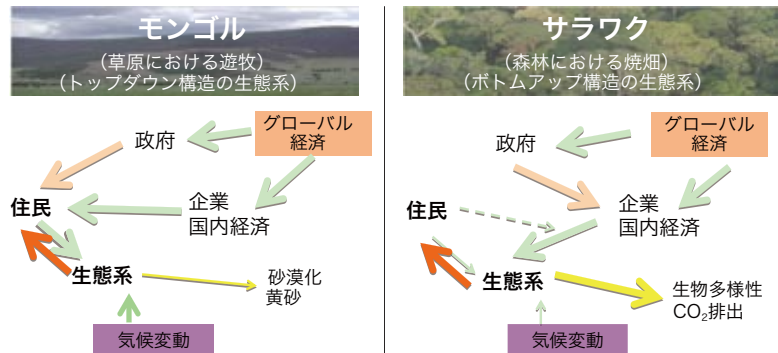 モンゴル
（草原における遊牧）
（トップダウン構造の生態系）
グローバル
経済
政府
企業
国内経済
住民
生態系
砂漠化
黄砂
気候変動
サラワク
（森林における焼畑）
（ボトムアップ構造の生態系）
グローバル
経済
政府
企業
国内経済
住民
生態系
生物多様性
CO₂排出
気候変動